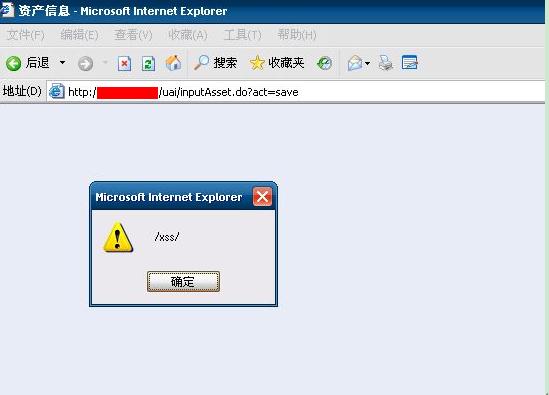 资产信息 - Microsoft Internet Explorer
文件(F) 编辑(E) 查看(V) 收藏(A) 工具(T) 帮助(H)
后退 搜索 收藏夹
地址(D) http:/ /uai/inputAsset.do?act=save
Microsoft Internet Explorer
/xss/
确定